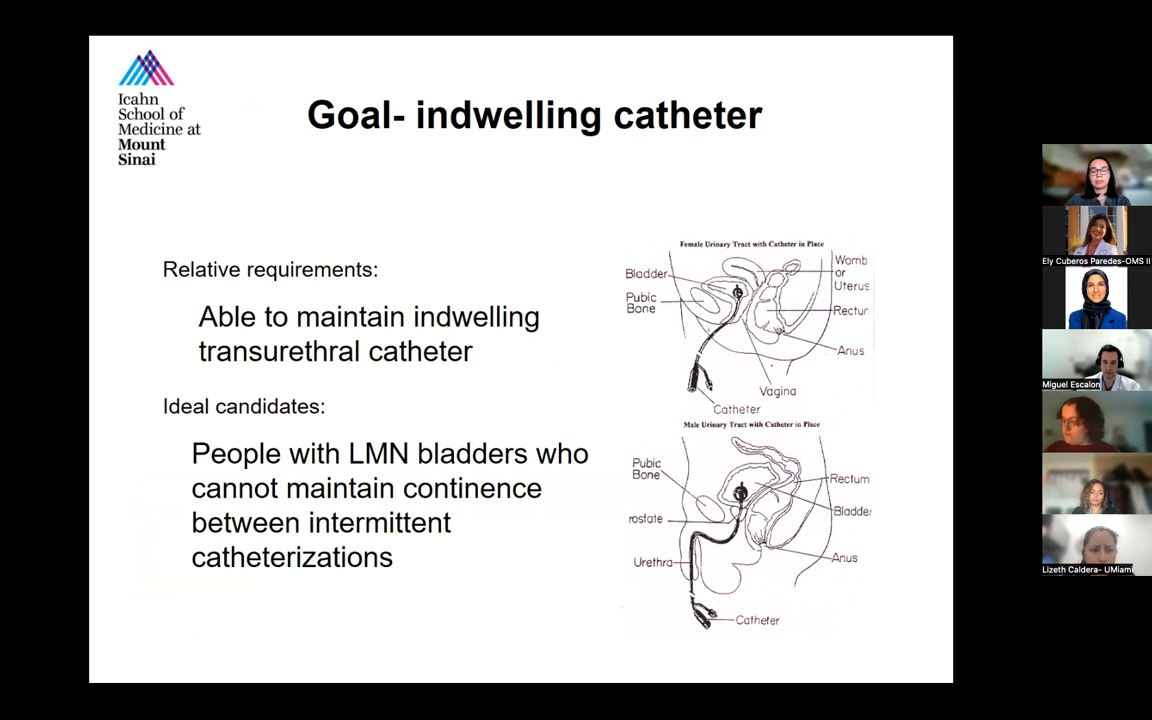 Icahn
School of
Medicine at
Mount
Sinai
Goal- indwelling catheter
Relative requirements:
Able to maintain indwelling
transurethral catheter
Ideal candidates:
People with LMN bladders who
cannot maintain continence
between intermittent
catheterizations
Female Urinary Tract with Catheter in Place
Bladder
Pubic
Bone
Womb
or
Uterus
Rectur
Anus
Vagina
Catheter
Male Urinary Tract with Catheter in Place
Pubic
Bone
rostate
Urethra
Rectum
Bladder
Anus
Catheter
Ely Cuberos Paredes-OMS II
Miguel Escalon
Lizeth Caldera- UMiami